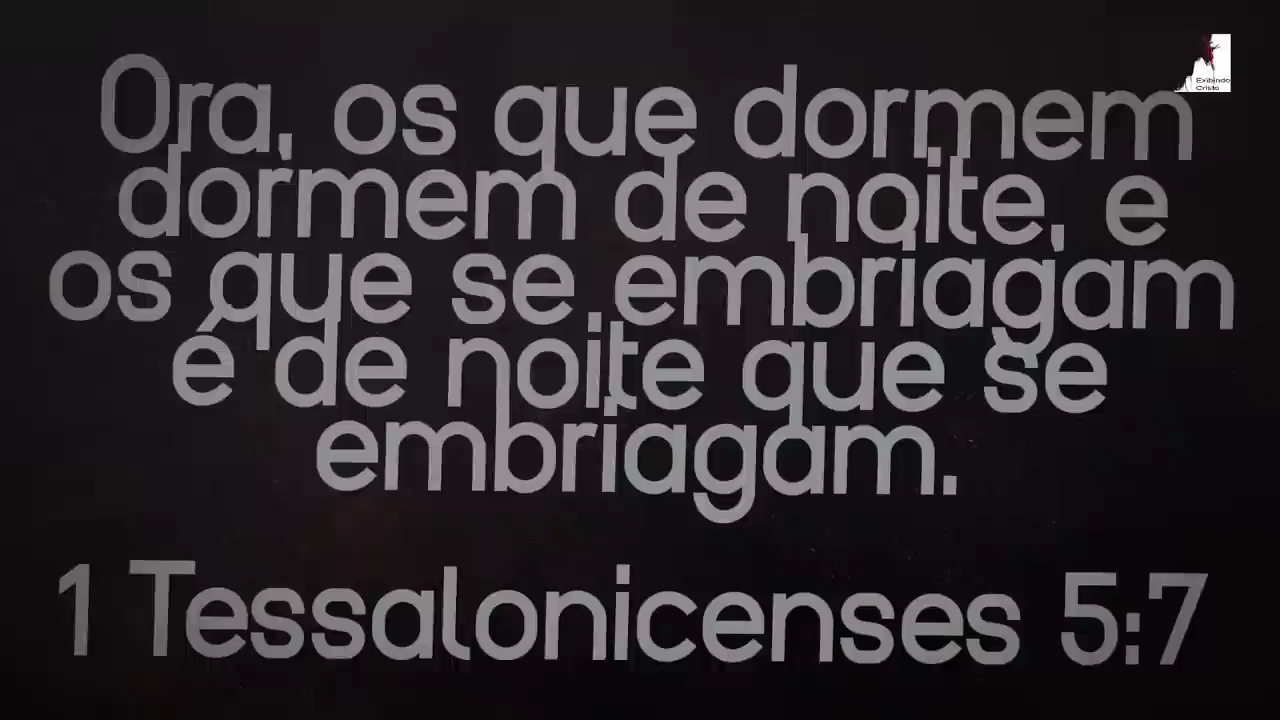 Exibindo
Cristo
Ora, os que dormem
dormem de noite, e
os que se embriagam
é de noite que se
embriagam.
1 Tessalonicenses 5:7